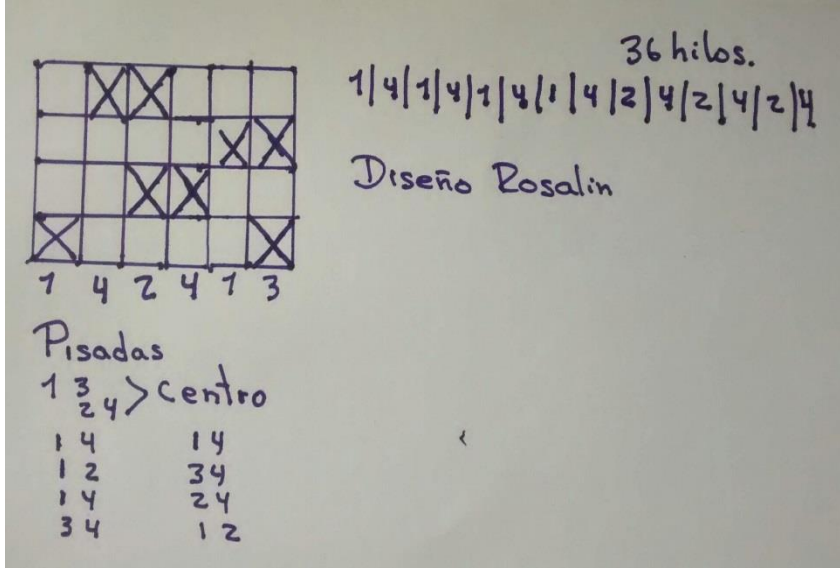 36 hilos.
1|4|1|4|1|4|1|4|2|4|2|4|2|4
Diseño Rosalin
1 4 2 4 1 3
Pisadas
1 3
2 4 > Centro
1 4 1 4
1 2 3 4
1 4 2 4
3 4 1 2